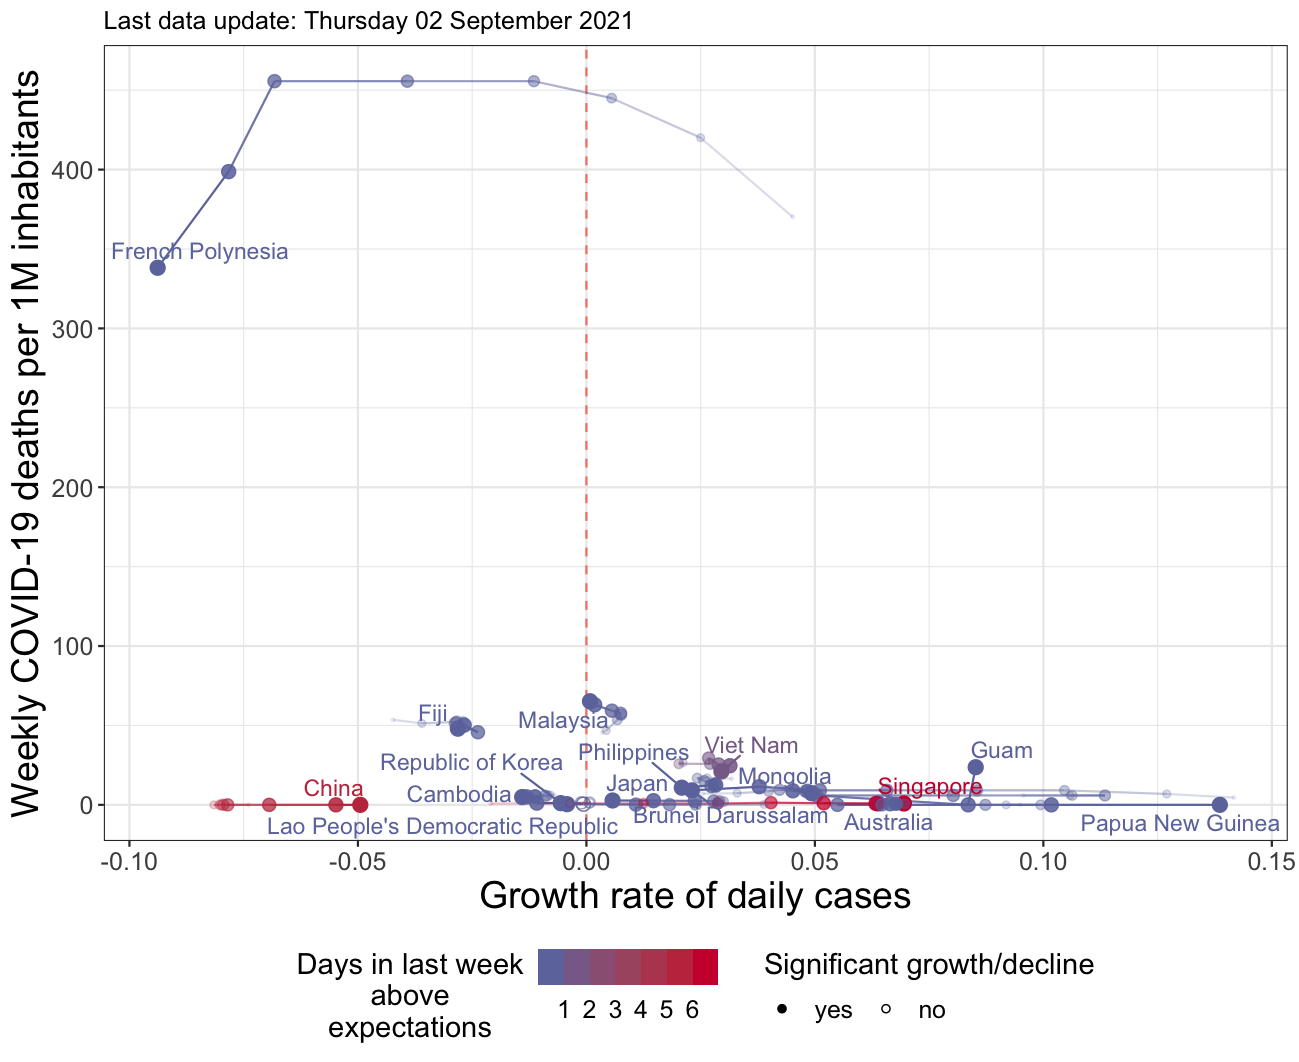 Last data update: Thursday 02 September 2021
Weekly COVID-19 deaths per 1M inhabitants
400
300
200
100
0
French Polynesia
Fiji
Malaysia
Viet Nam
Guam
Philippines
Republic of Korea
Japan
Mongolia
Singapore
China
Cambodia
Brunei Darussalam
Lao People's Democratic Republic
Australia
Papua New Guinea
-0.10 -0.05 0.00 0.05 0.10 0.15
Growth rate of daily cases
Days in last week
above
expectations
1 2 3 4 5 6
Significant growth/decline
yes no